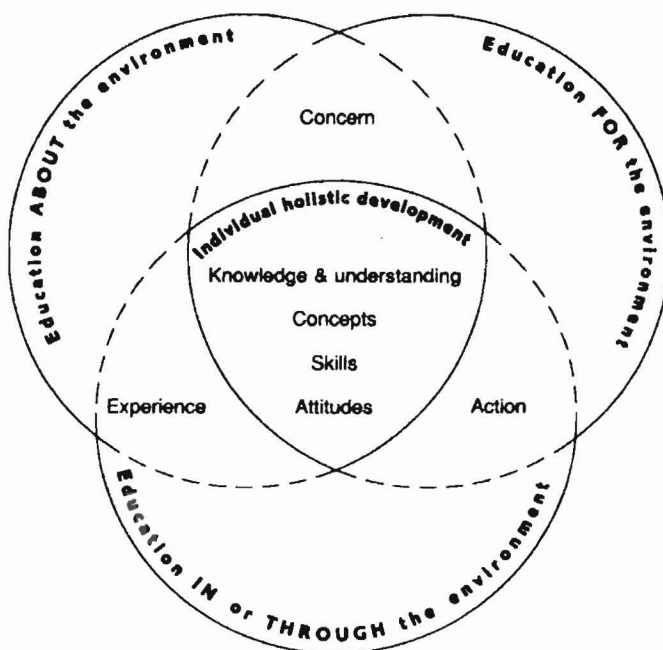 Education ABOUT the environment
Education FOR the environment
Concern
Individual holistic development
Knowledge & understanding
Concepts
Skills
Experience
Attitudes
Action
Education IN or THROUGH the environment